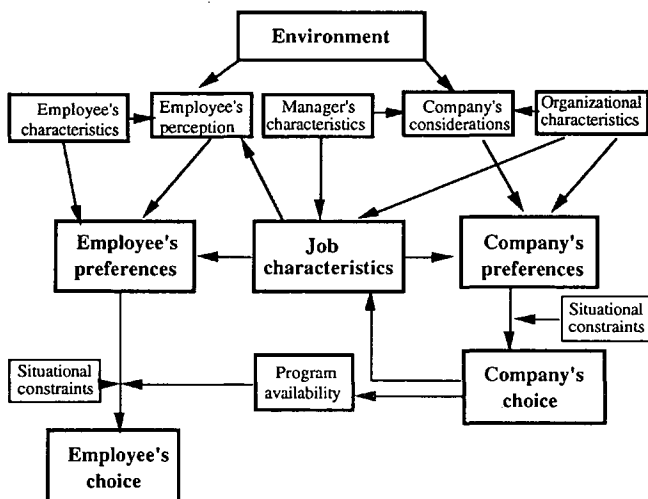 Environment
Employee's
characteristics
Employee's
perception
Manager's
characteristics
Company's
considerations
Organizational
characteristics
Employee's
preferences
Job
characteristics
Company's
preferences
Situational
constraints
Situational
constraints
Program
availability
Company's
choice
Employee's
choice